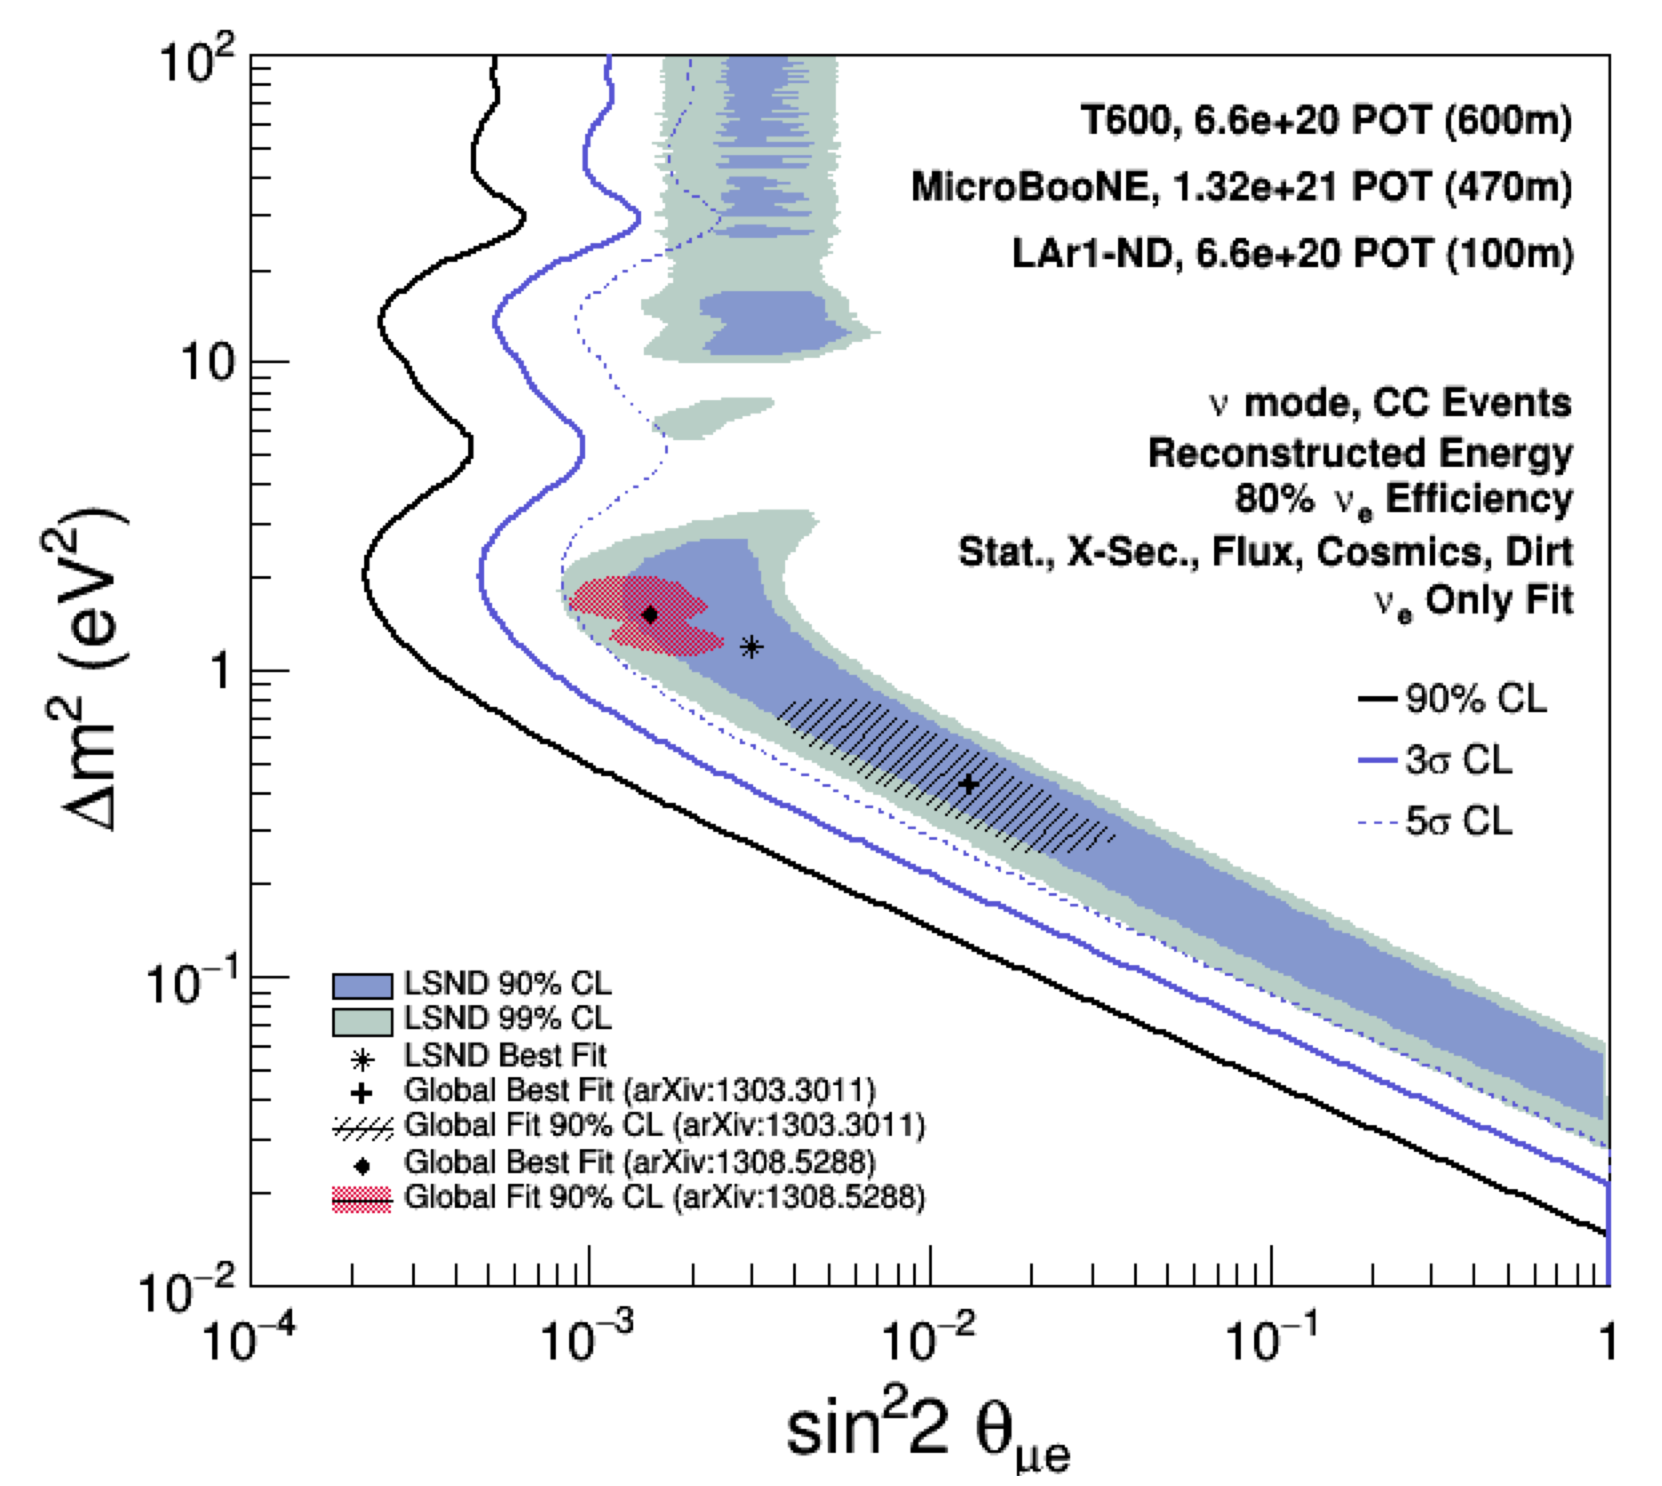 10²
T600, 6.6e+20 POT (600m)
MicroBooNE, 1.32e+21 POT (470m)
LAr1-ND, 6.6e+20 POT (100m)
10
ν mode, CC Events
Reconstructed Energy
80% νₑ Efficiency
Stat., X-Sec., Flux, Cosmics, Dirt
νₑ Only Fit
Δm² (eV²)
1
90% CL
3σ CL
5σ CL
10⁻¹
LSND 90% CL
LSND 99% CL
LSND Best Fit
Global Best Fit (arXiv:1303.3011)
Global Fit 90% CL (arXiv:1303.3011)
Global Best Fit (arXiv:1308.5288)
Global Fit 90% CL (arXiv:1308.5288)
10⁻²
10⁻⁴ 10⁻³ 10⁻² 10⁻¹ 1
sin²2 θμe